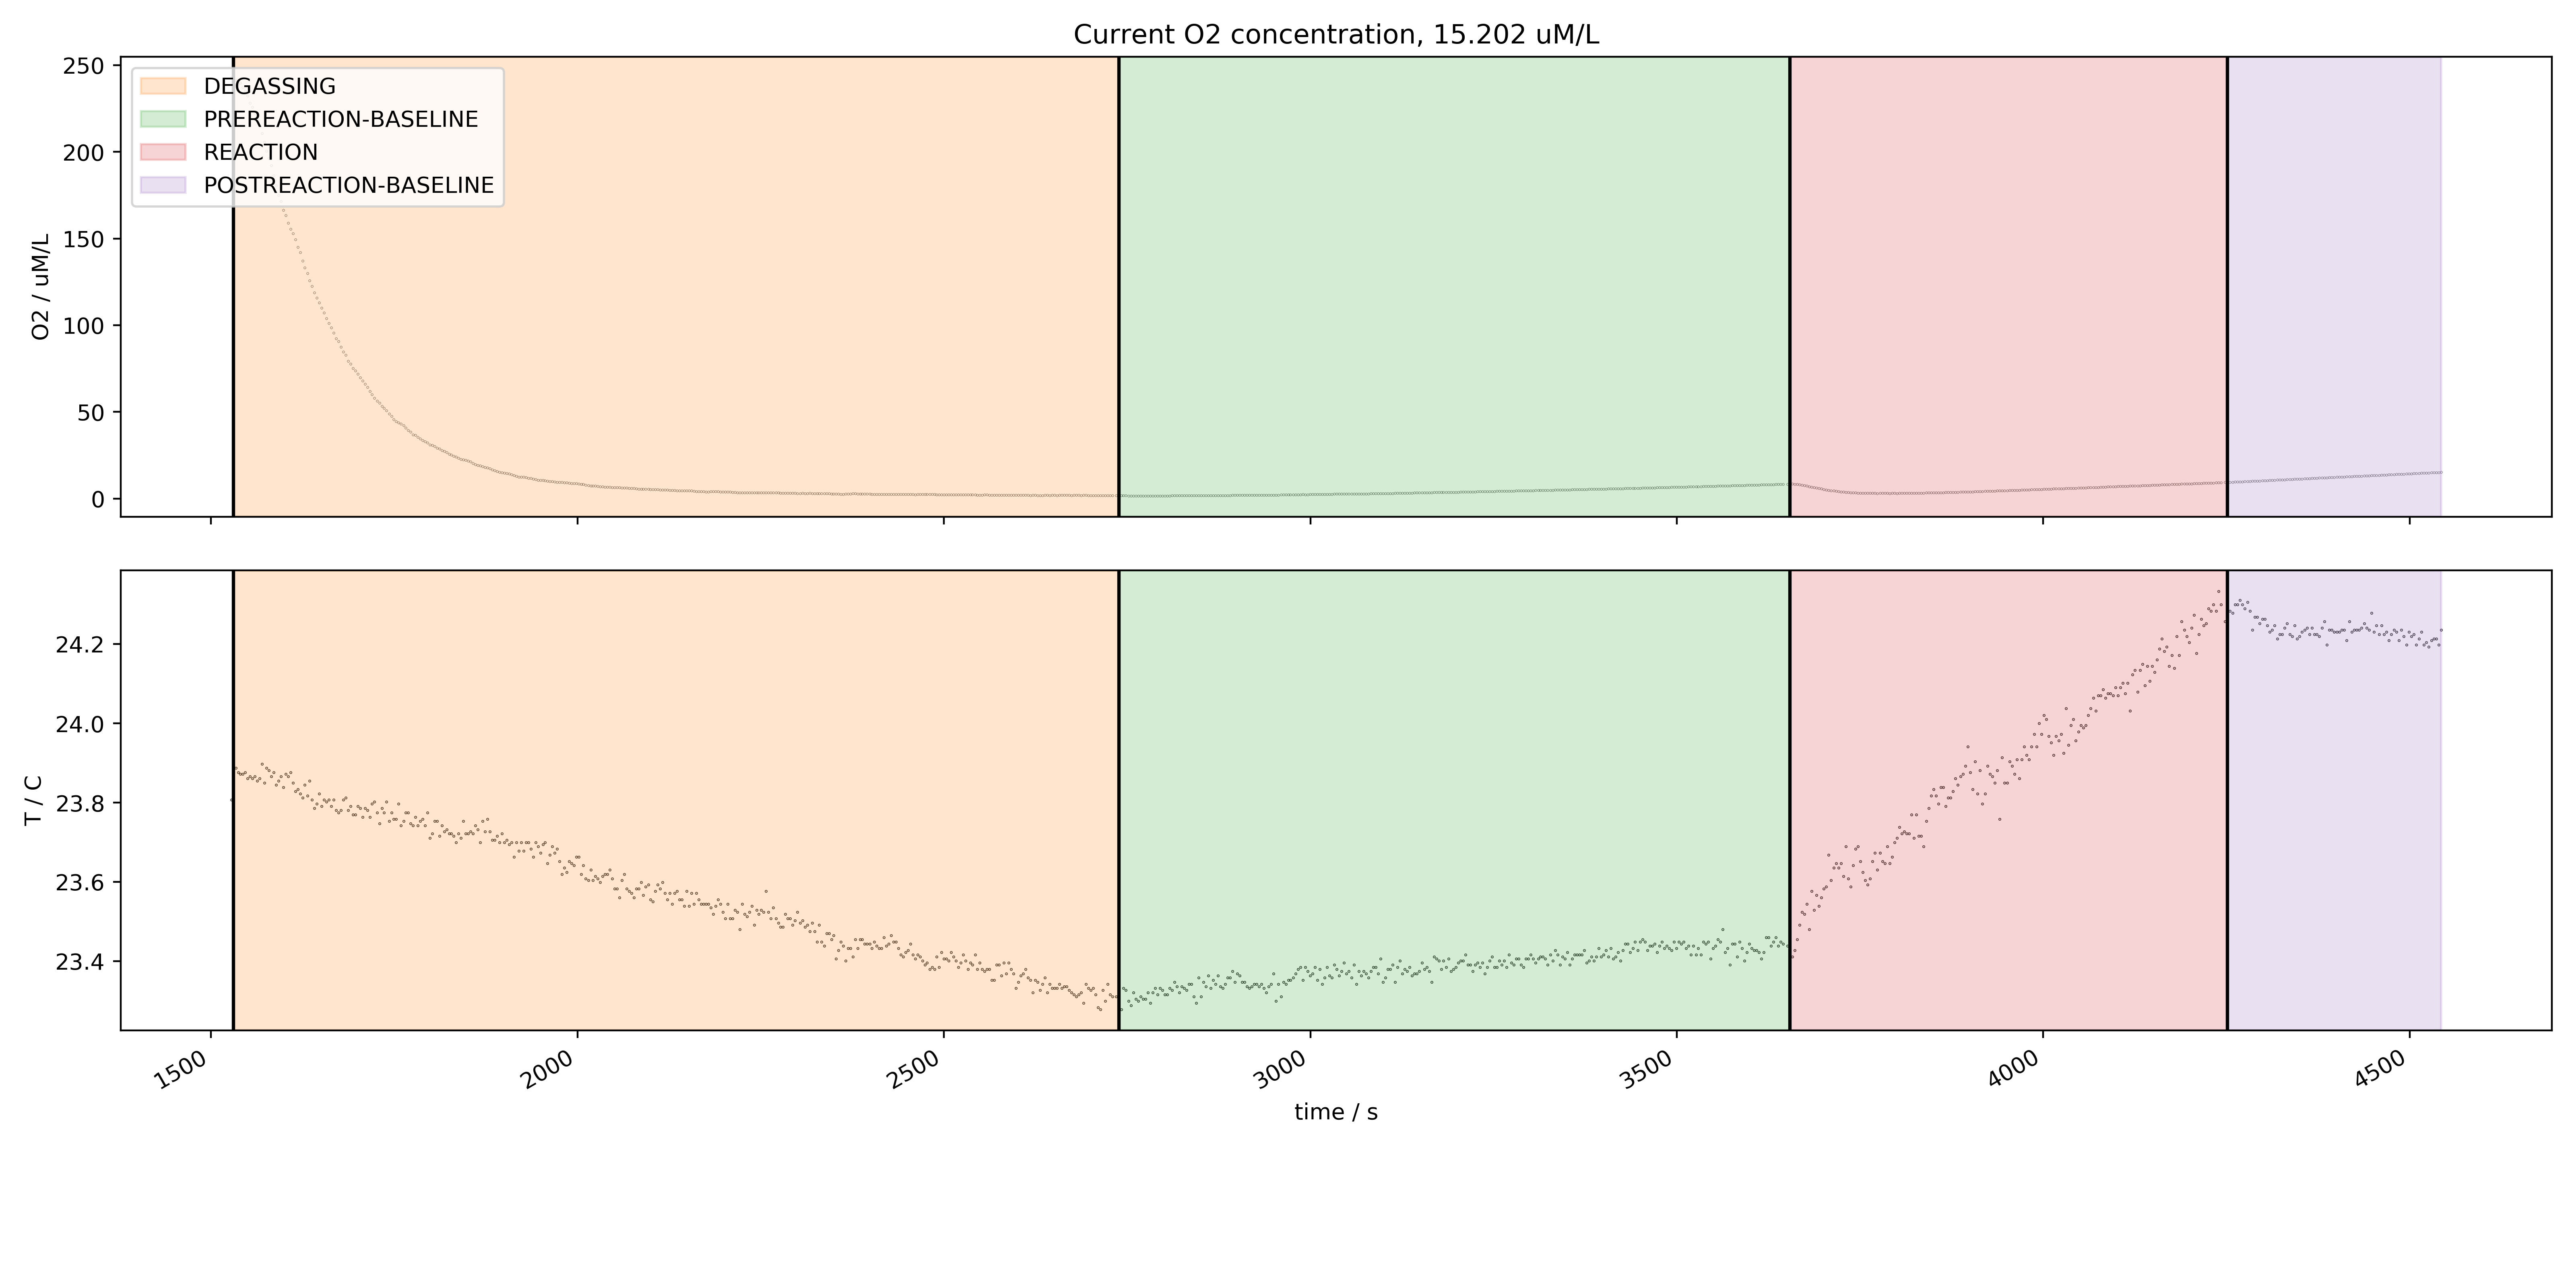 Current O2 concentration, 15.202 uM/L
250
200
150
100
50
0
O2 / uM/L
DEGASSING
PREREACTION-BASELINE
REACTION
POSTREACTION-BASELINE
24.2
24.0
23.8
23.6
23.4
T / C
1500
2000
2500
3000
3500
4000
4500
time / s